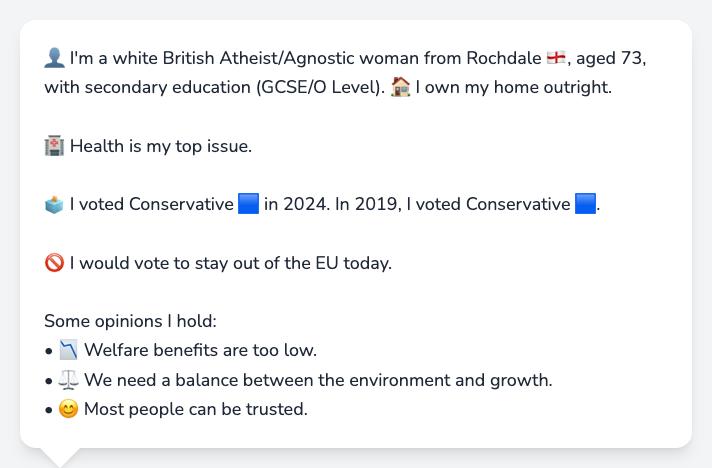 👤 I'm a white British Atheist/Agnostic woman from Rochdale 🏴󠁧󠁢󠁥󠁮󠁧󠁿, aged 73,
with secondary education (GCSE/O Level). 🏠 I own my home outright.
🏥 Health is my top issue.
🗳️ I voted Conservative 🟦 in 2024. In 2019, I voted Conservative 🟦.
🚫 I would vote to stay out of the EU today.
Some opinions I hold:
• 📉 Welfare benefits are too low.
• ⚖️ We need a balance between the environment and growth.
• 😊 Most people can be trusted.